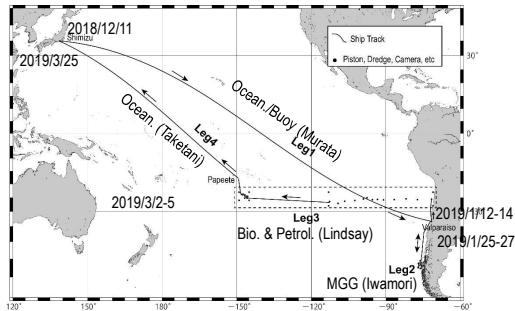 2018/12/11
Shimizu
2019/3/25
Ship Track
Piston, Dredge, Camera, etc
30°
Ocean./Buoy (Murata)
Leg1
Ocean. (Taketani)
Leg4
0°
Papeete
2019/3/2-5
Leg3
Bio. & Petrol. (Lindsay)
2019/1/12-14
Valparaiso
2019/1/25-27
Leg2
MGG (Iwamori)
120° 150° 180° -150° -120° -90° -60°